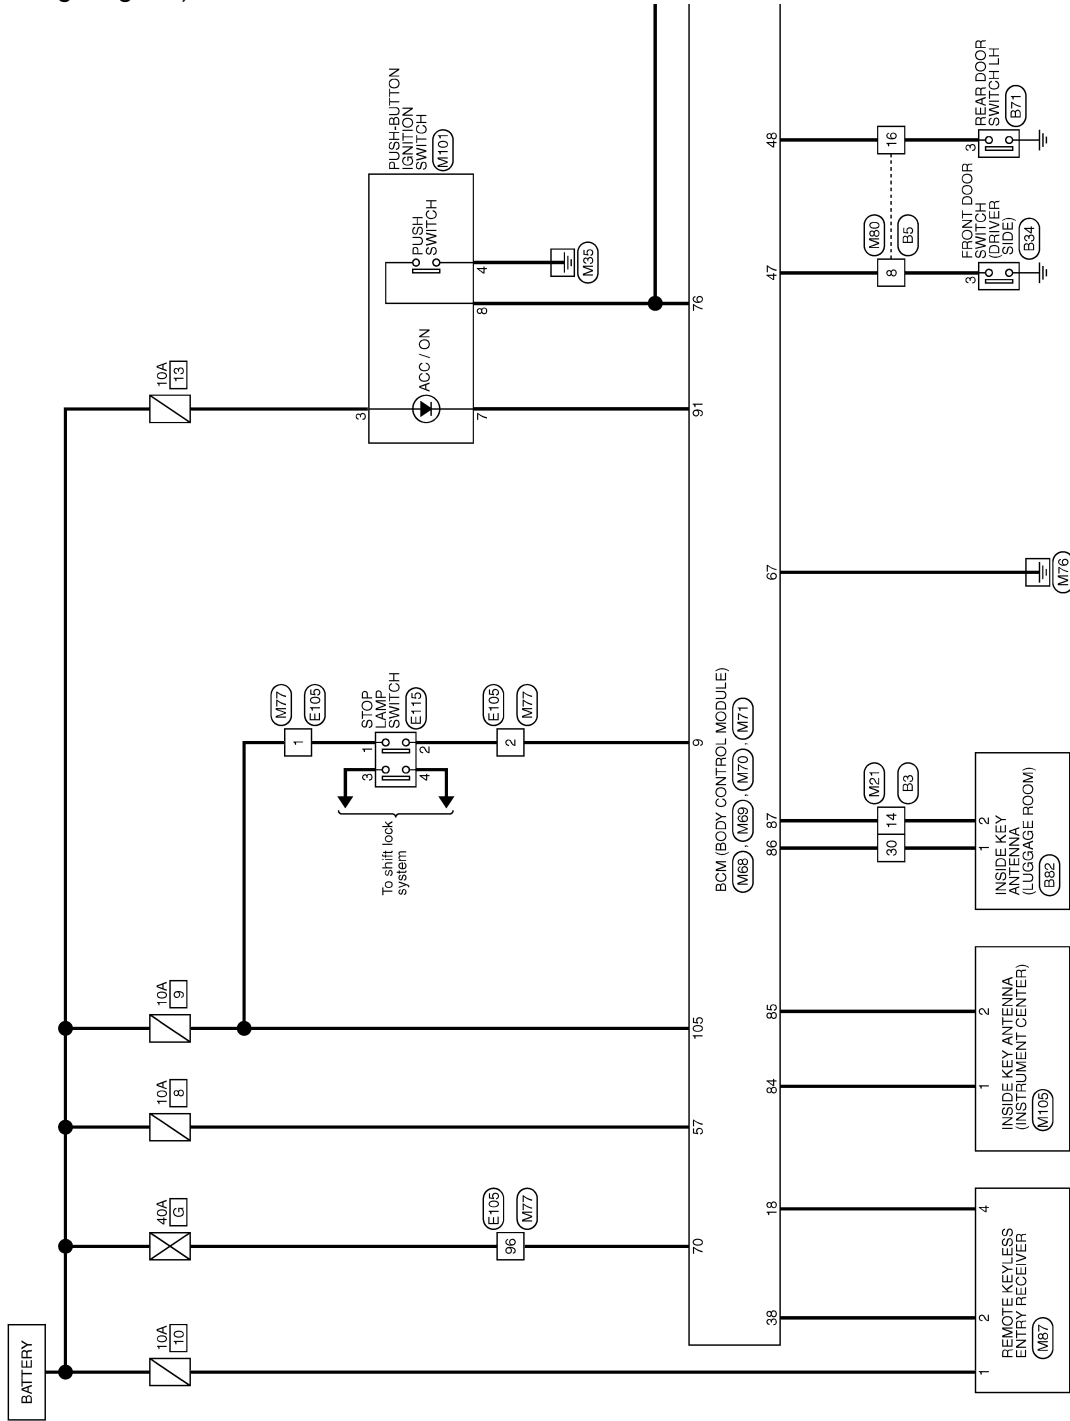 BATTERY
10A
10
40A
G
10A
8
10A
9
10A
13
E105
M77
96
M77
E105
1
STOP
LAMP
SWITCH
E115
1
2
3
4
To shift lock
system
E105
M77
2
PUSH-BUTTON
IGNITION
SWITCH
M101
PUSH
SWITCH
ACC / ON
3
7
8
4
M35
70
57
105
9
91
76
BCM (BODY CONTROL MODULE)
M68 , M69 , M70 , M71
38
18
84
85
86
87
67
47
48
1
2
4
REMOTE KEYLESS
ENTRY RECEIVER
M87
1
2
INSIDE KEY ANTENNA
(INSTRUMENT CENTER)
M105
M21
B3
30
14
1
2
INSIDE KEY
ANTENNA
(LUGGAGE ROOM)
B82
M76
M80
B5
8
16
3
FRONT DOOR
SWITCH
(DRIVER
SIDE)
B34
3
REAR DOOR
SWITCH LH
B71